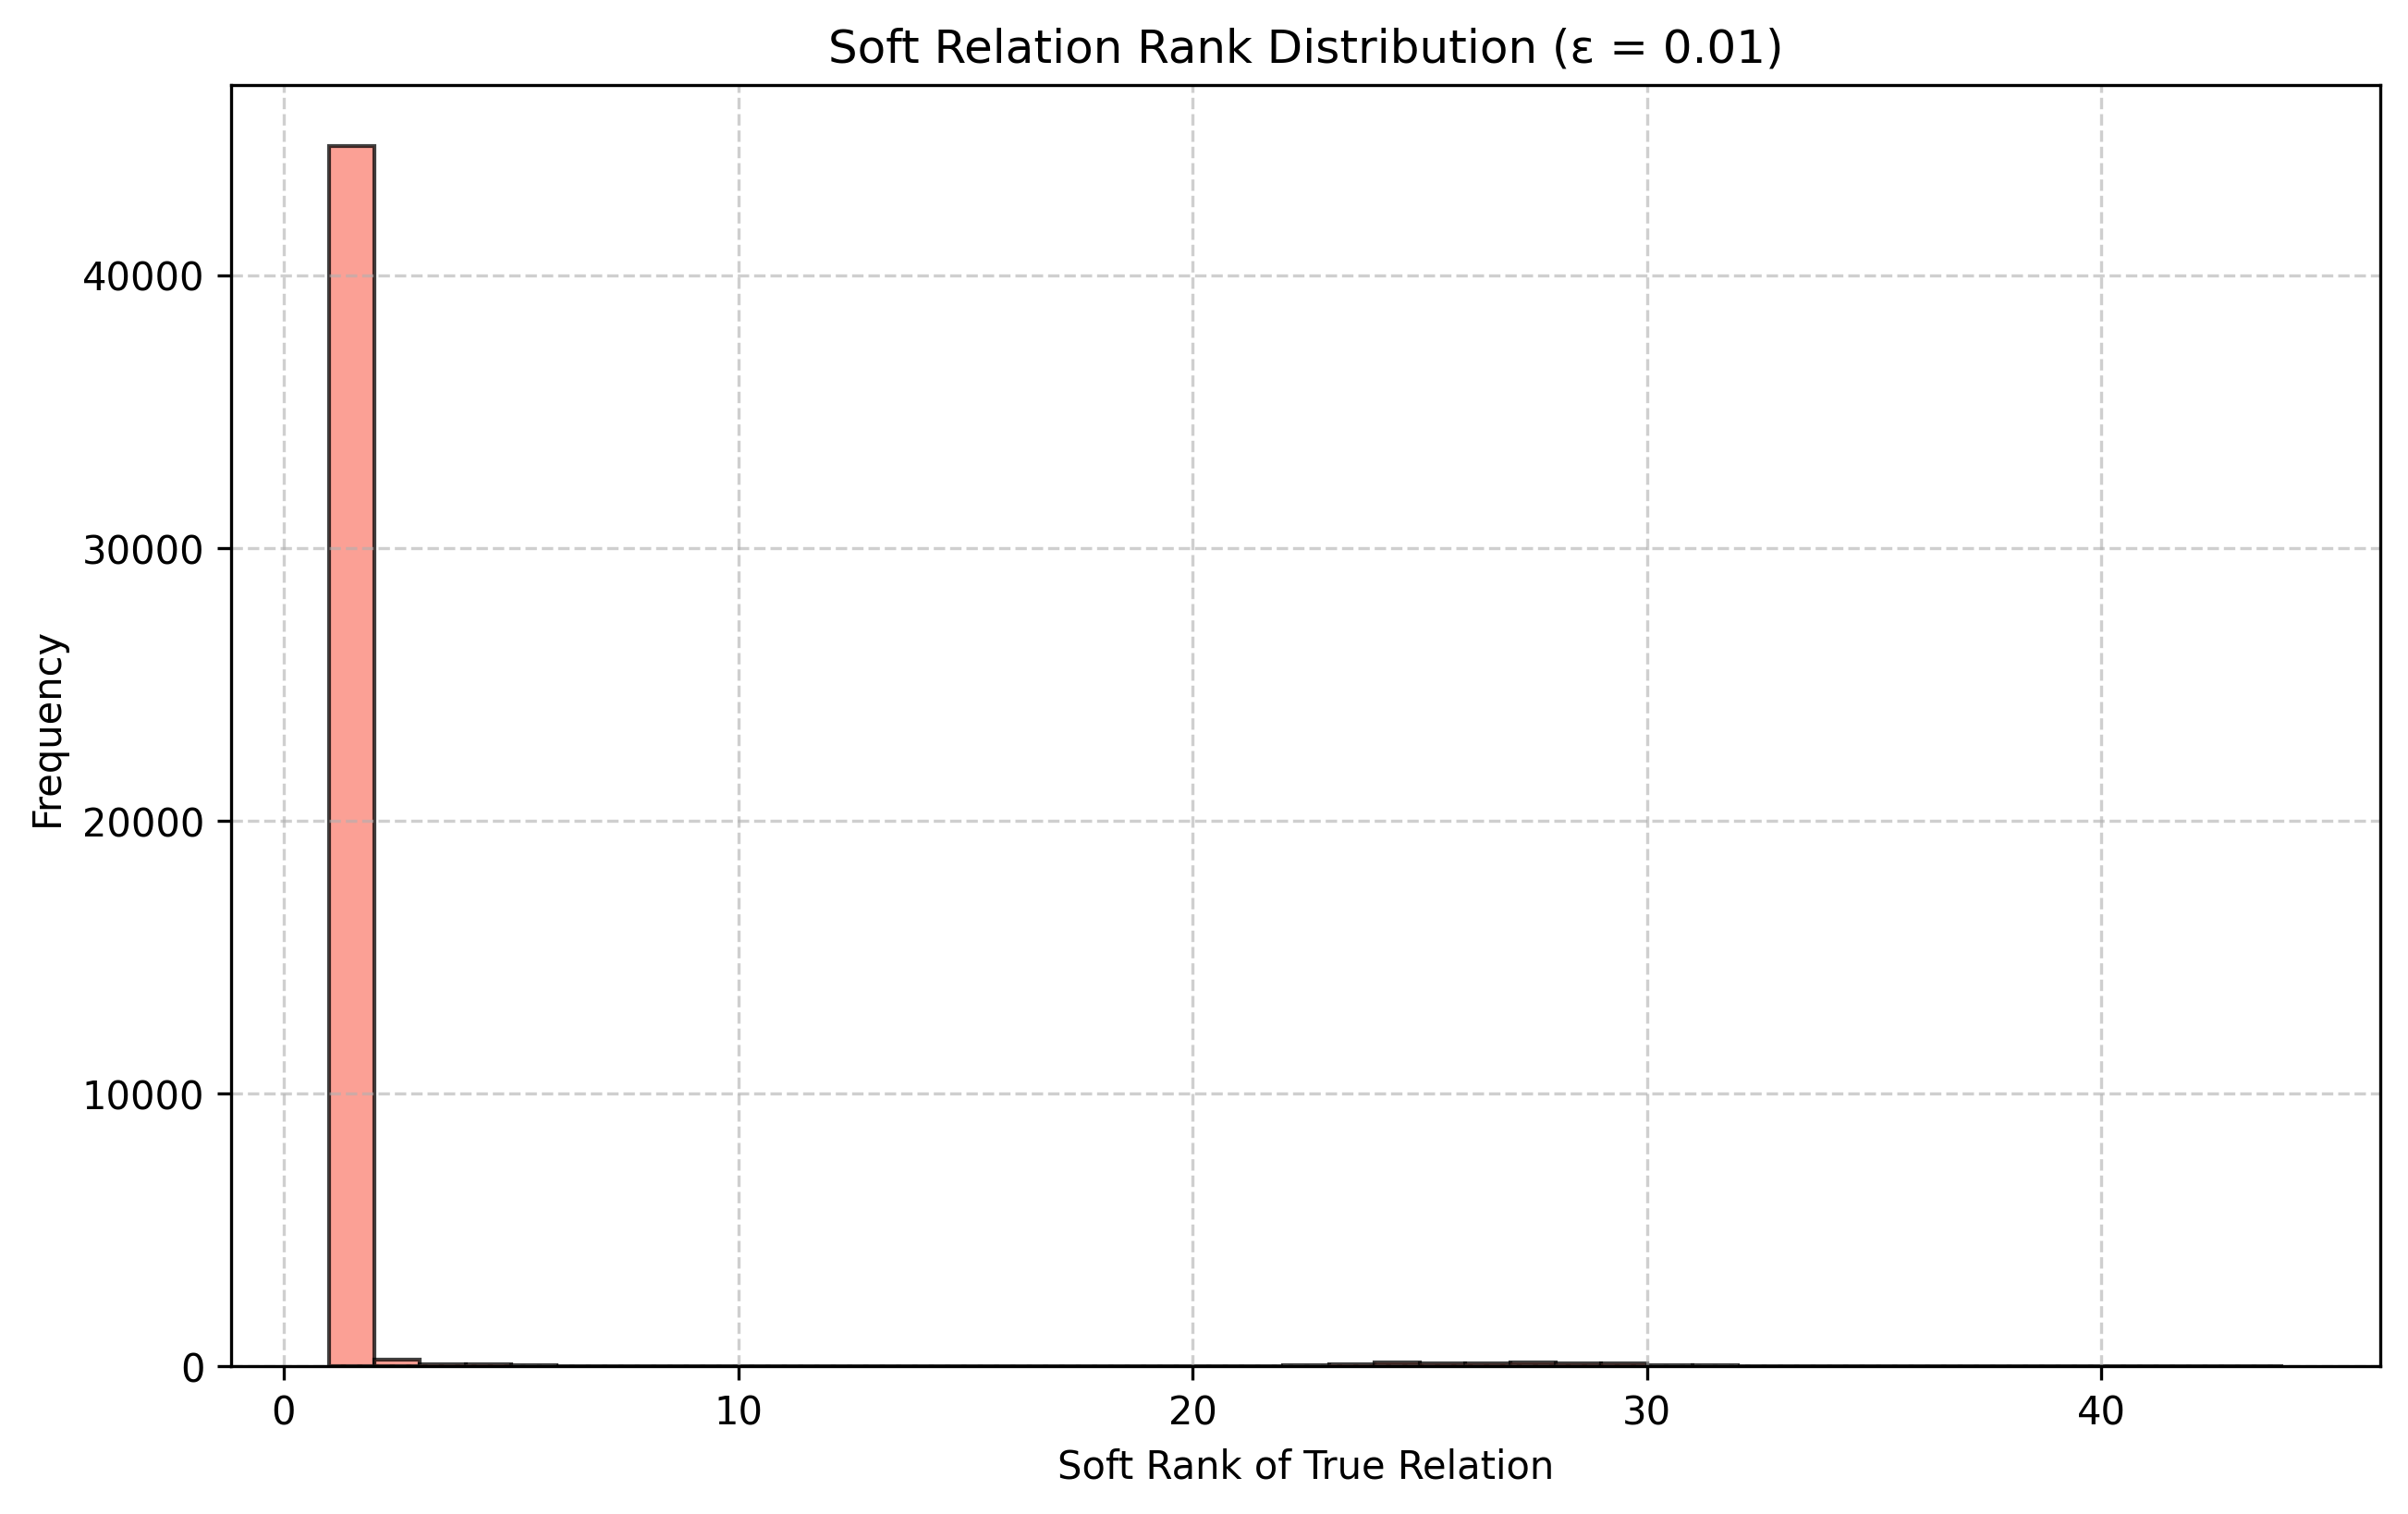 Soft Relation Rank Distribution (ε = 0.01)
Frequency
40000
30000
20000
10000
0
0 10 20 30 40
Soft Rank of True Relation